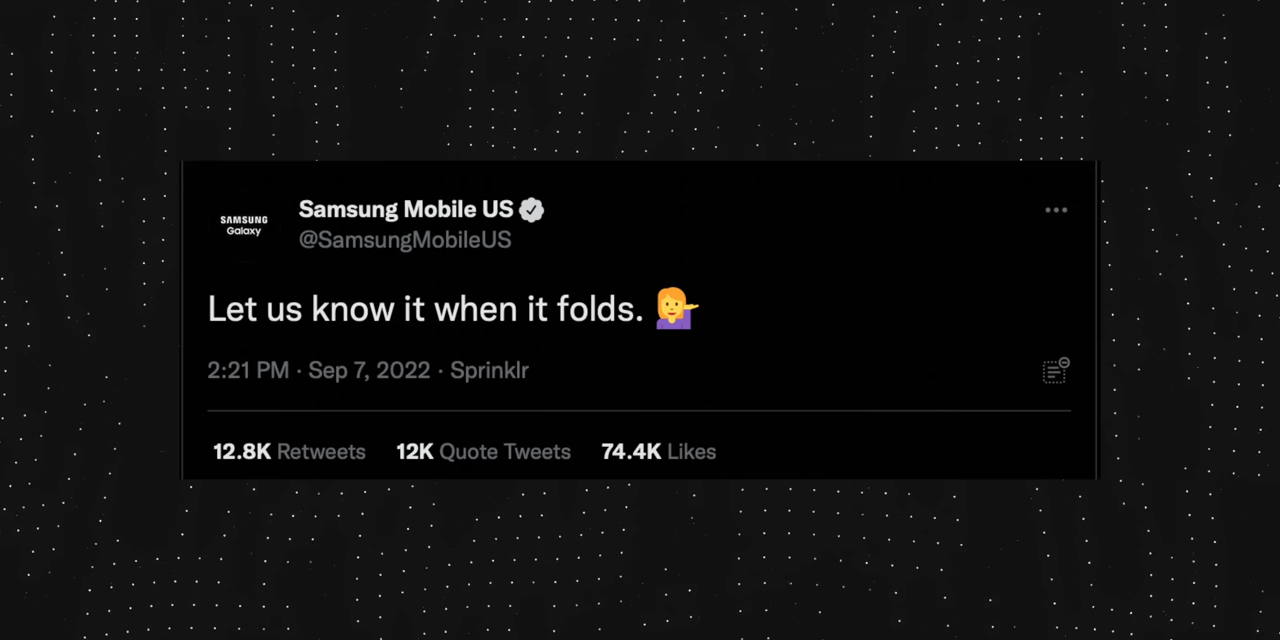 SAMSUNG
Galaxy
Samsung Mobile US
@SamsungMobileUS
Let us know it when it folds. 💁
2:21 PM · Sep 7, 2022 · Sprinklr
12.8K Retweets 12K Quote Tweets 74.4K Likes